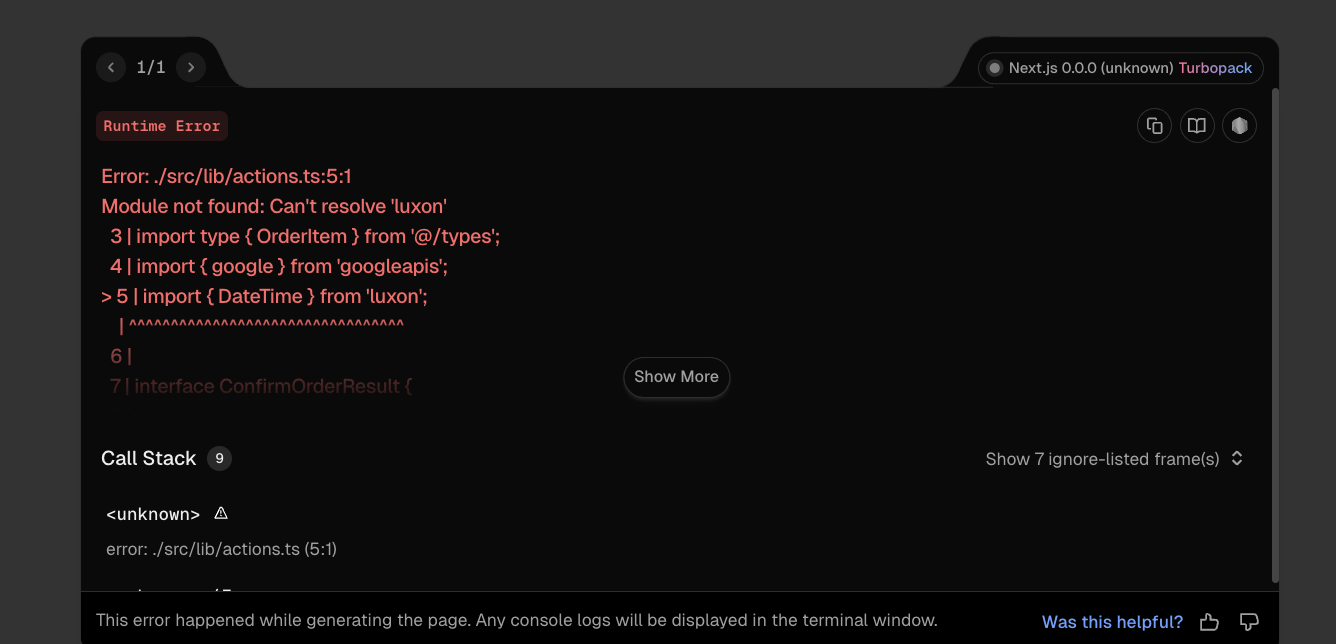 1/1
Next.js 0.0.0 (unknown) Turbopack
Runtime Error
Error: ./src/lib/actions.ts:5:1
Module not found: Can't resolve 'luxon'
3 | import type { OrderItem } from '@/types';
4 | import { google } from 'googleapis';
> 5 | import { DateTime } from 'luxon';
| ^^^^^^^^^^^^^^^^^^^^^^^^^^^^^^^^^
6 |
7 | interface ConfirmOrderResult {
Show More
Call Stack 9
Show 7 ignore-listed frame(s)
<unknown>
error: ./src/lib/actions.ts (5:1)
This error happened while generating the page. Any console logs will be displayed in the terminal window.
Was this helpful?